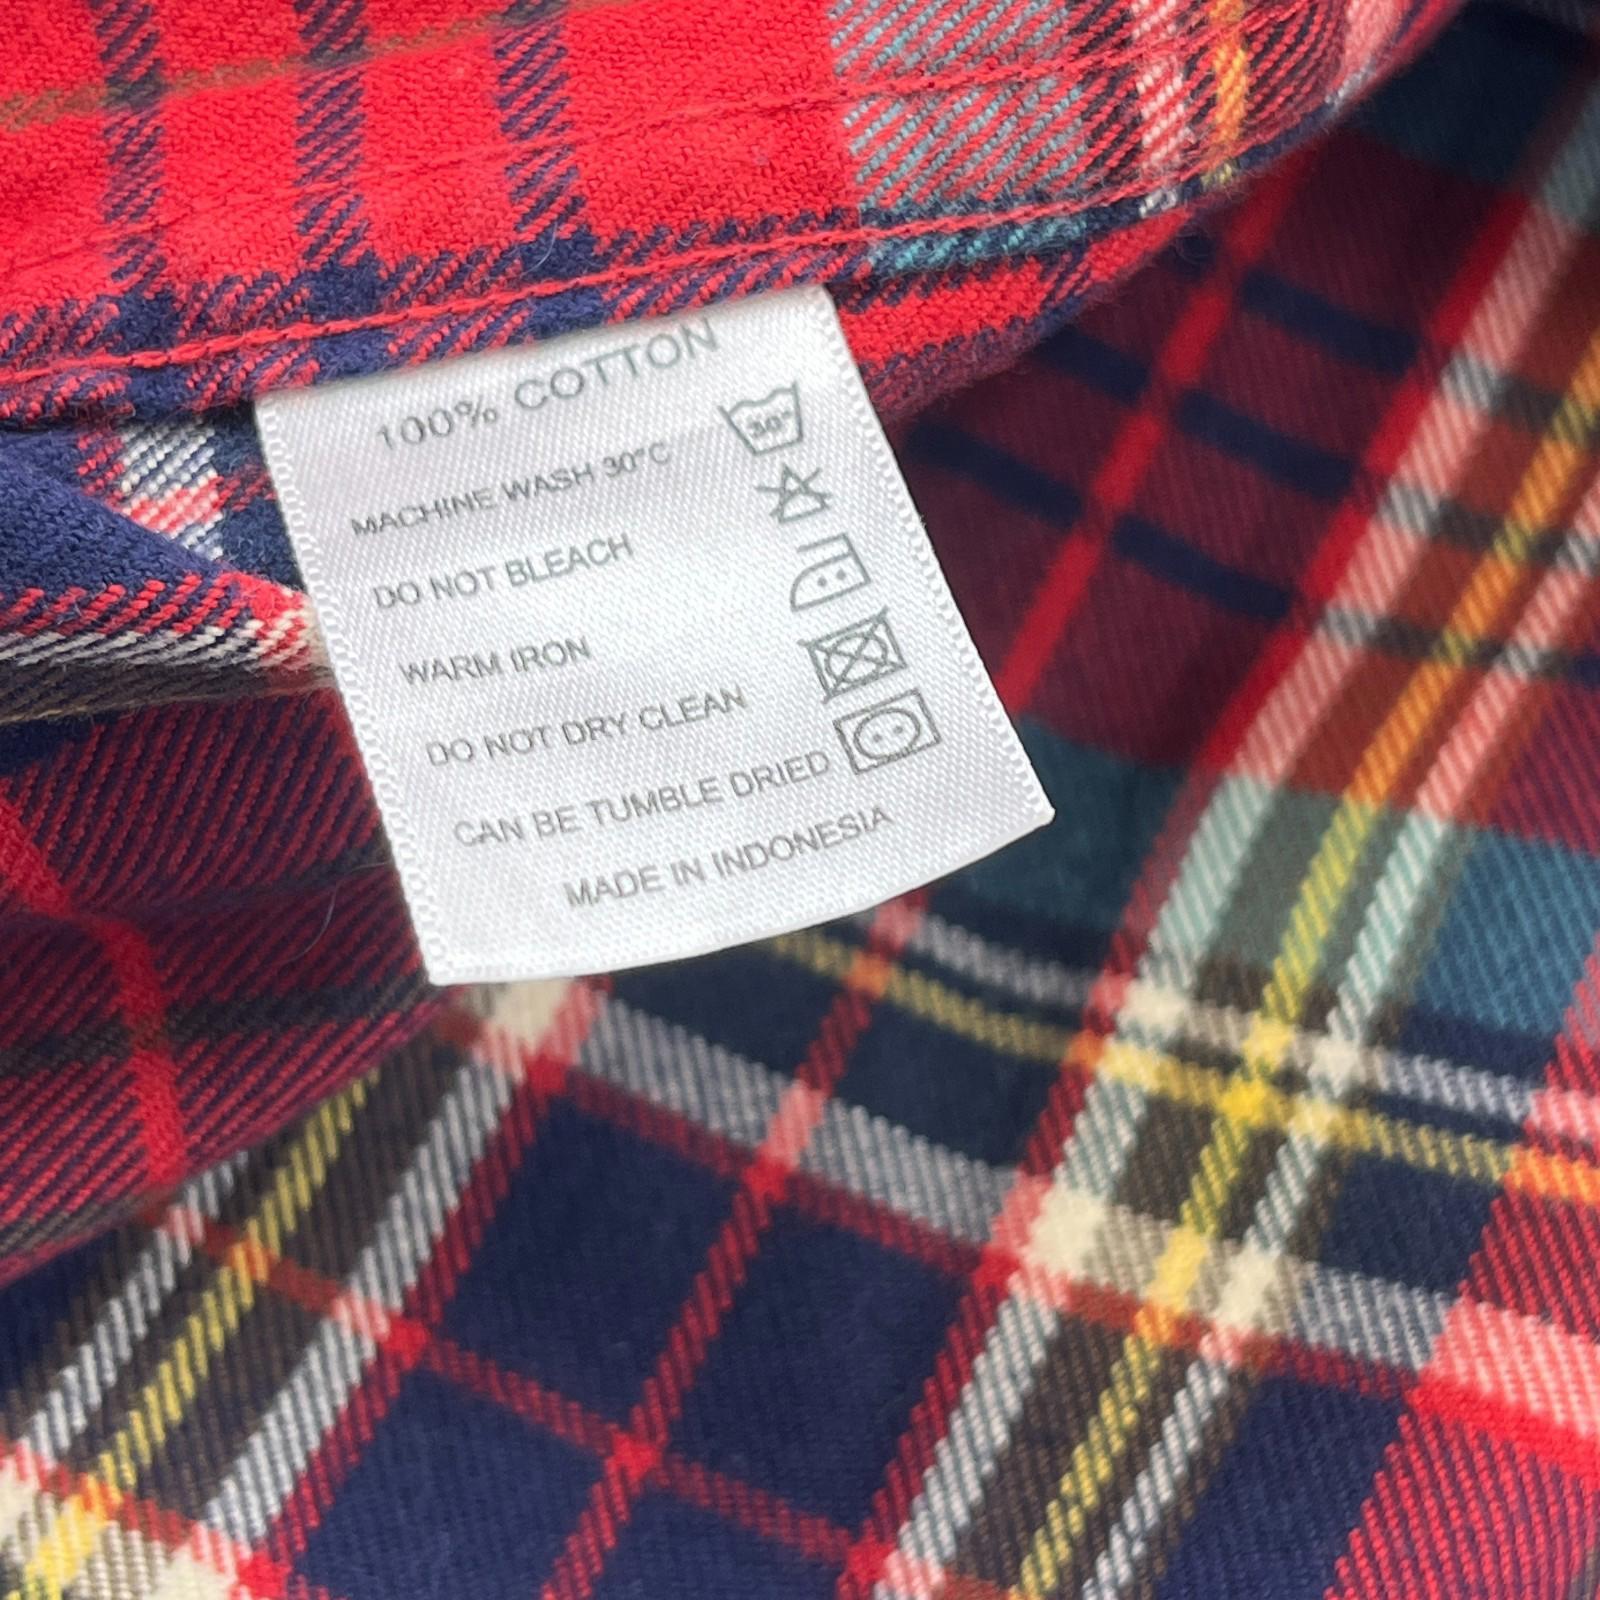 100% COTTON
MACHINE WASH 30°C
30°
DO NOT BLEACH
WARM IRON
DO NOT DRY CLEAN
CAN BE TUMBLE DRIED
MADE IN INDONESIA